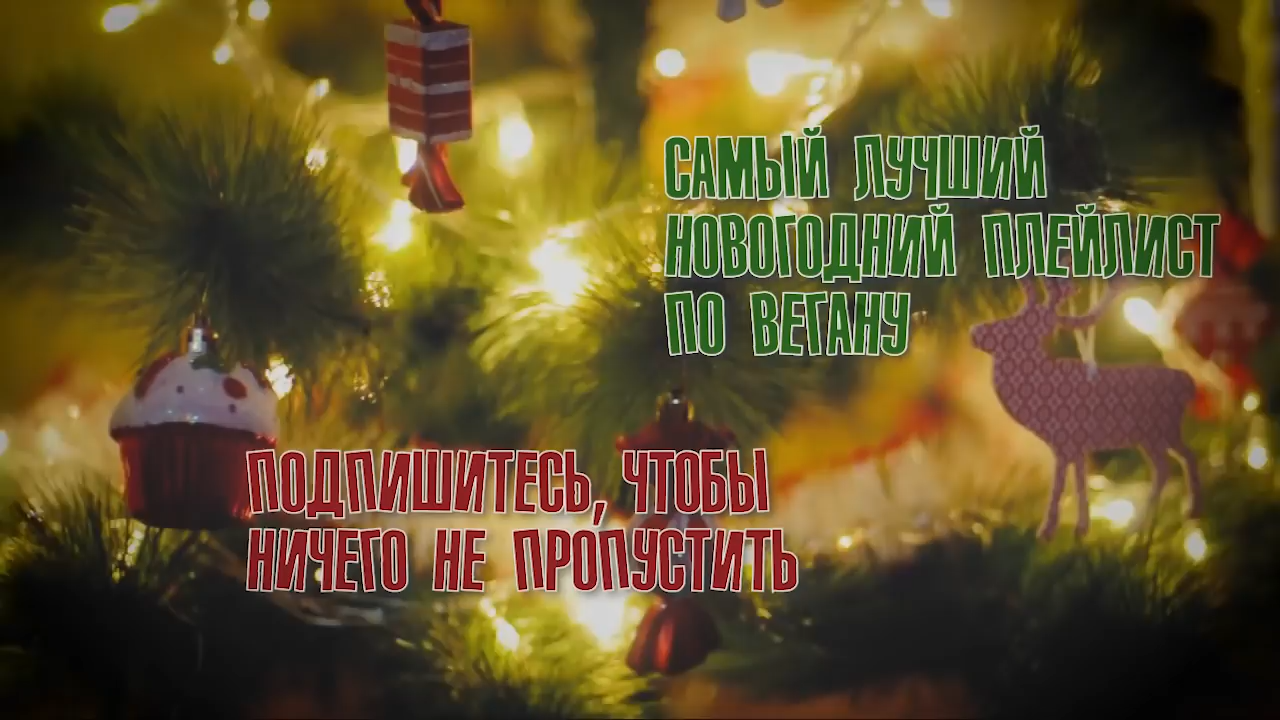 САМЫЙ ЛУЧШИЙ
НОВОГОДНИЙ ПЛЕЙЛИСТ
ПО ВЕГАНУ
ПОДПИШИТЕСЬ, ЧТОБЫ
НИЧЕГО НЕ ПРОПУСТИТЬ